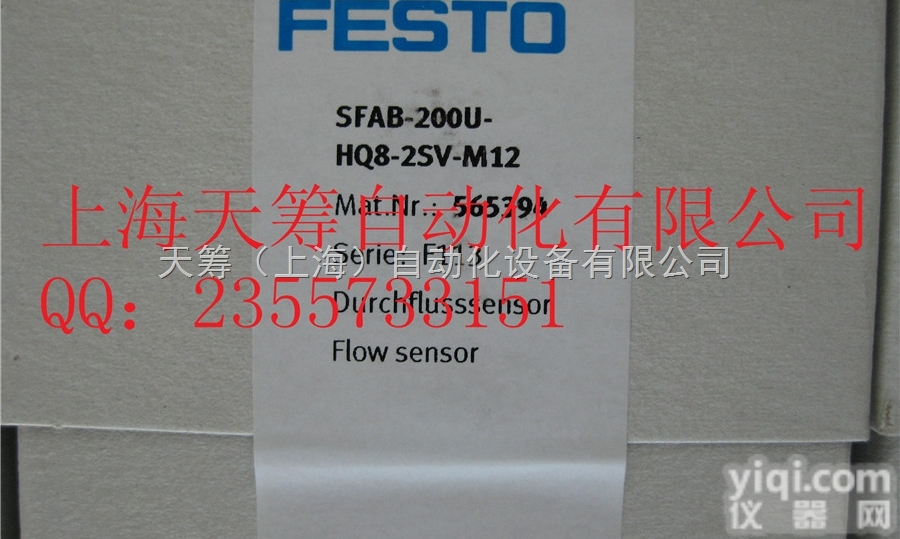 FESTO
SFAB-200U-
HQ8-2SV-M12
Mat.Nr.: 565394
上海天筹自动化有限公司
Serie:
天筹（上海）自动化设备有限公司
QQ：2355733151
Durchflusssensor
Flow sensor
yiqi.com
仪器网